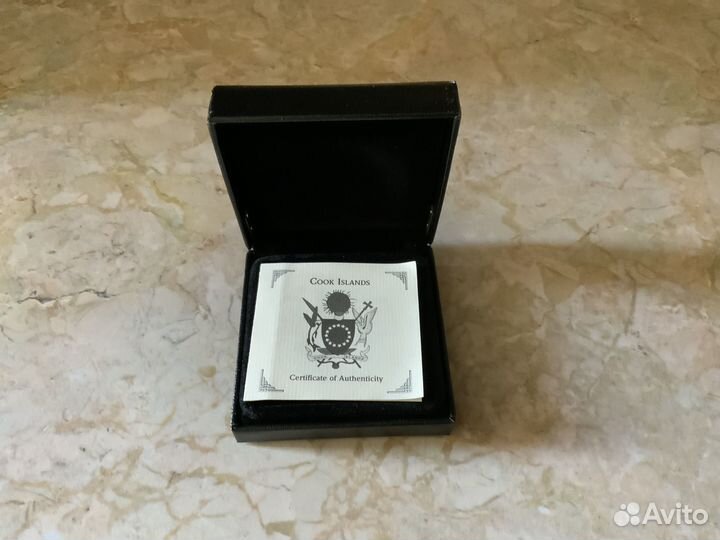 COOK ISLANDS
Certificate of Authenticity
Avito